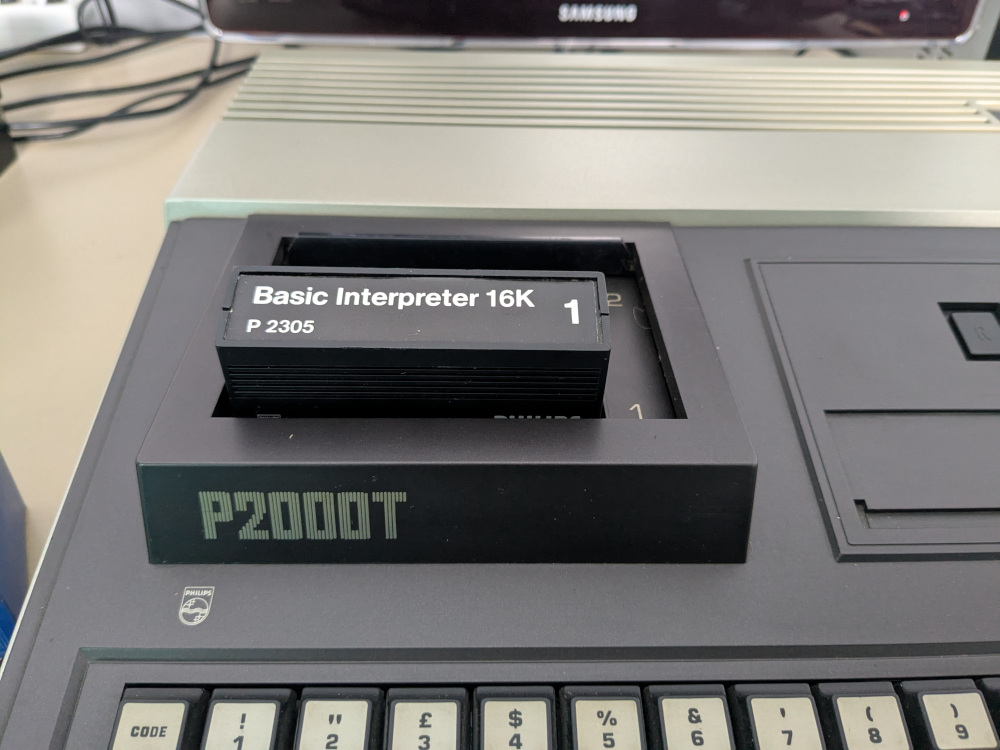 SAMSUNG
Basic Interpreter 16K
P 2305
1
2
1
PHILIPS
P2000T
PHILIPS
R
CODE
! " £ $ % & ' ( )
1 2 3 4 5 6 7 8 9